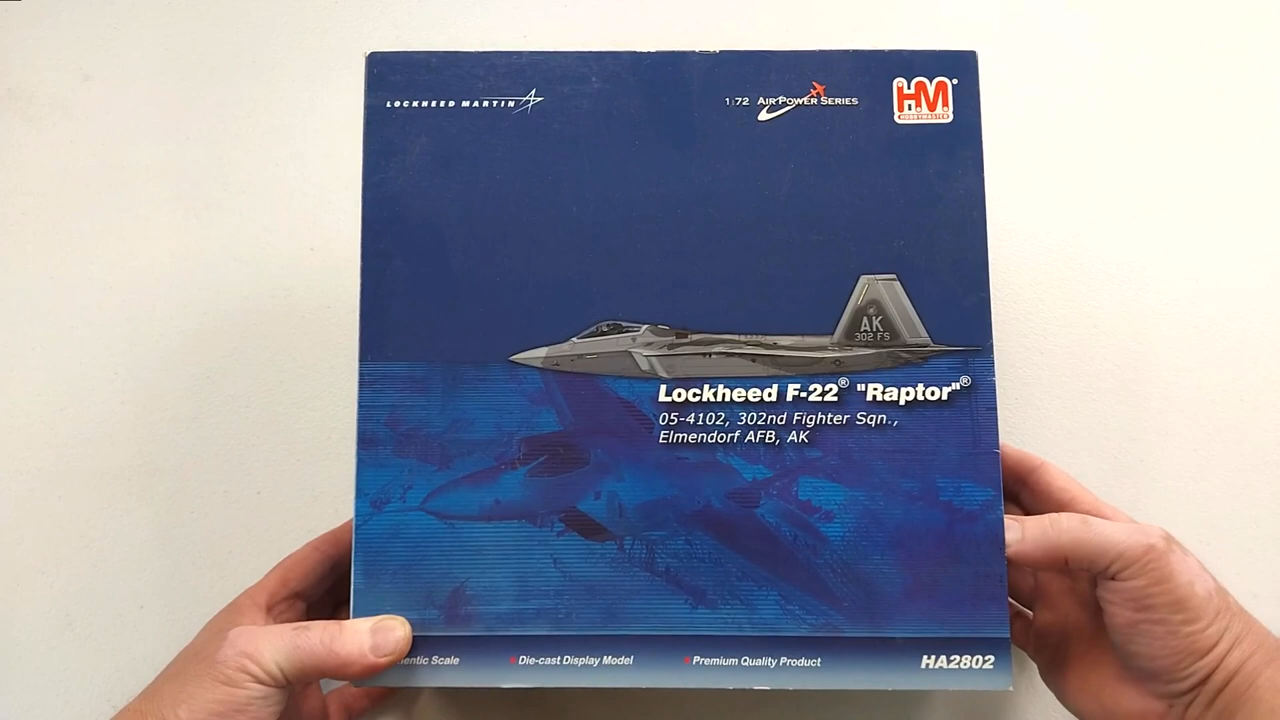 LOCKHEED MARTIN
1:72 AIR POWER SERIES
HM
HOBBYMASTER
AK
302 FS
Lockheed F-22® "Raptor"®
05-4102, 302nd Fighter Sqn.,
Elmendorf AFB, AK
Scale
Die-cast Display Model
Premium Quality Product
HA2802